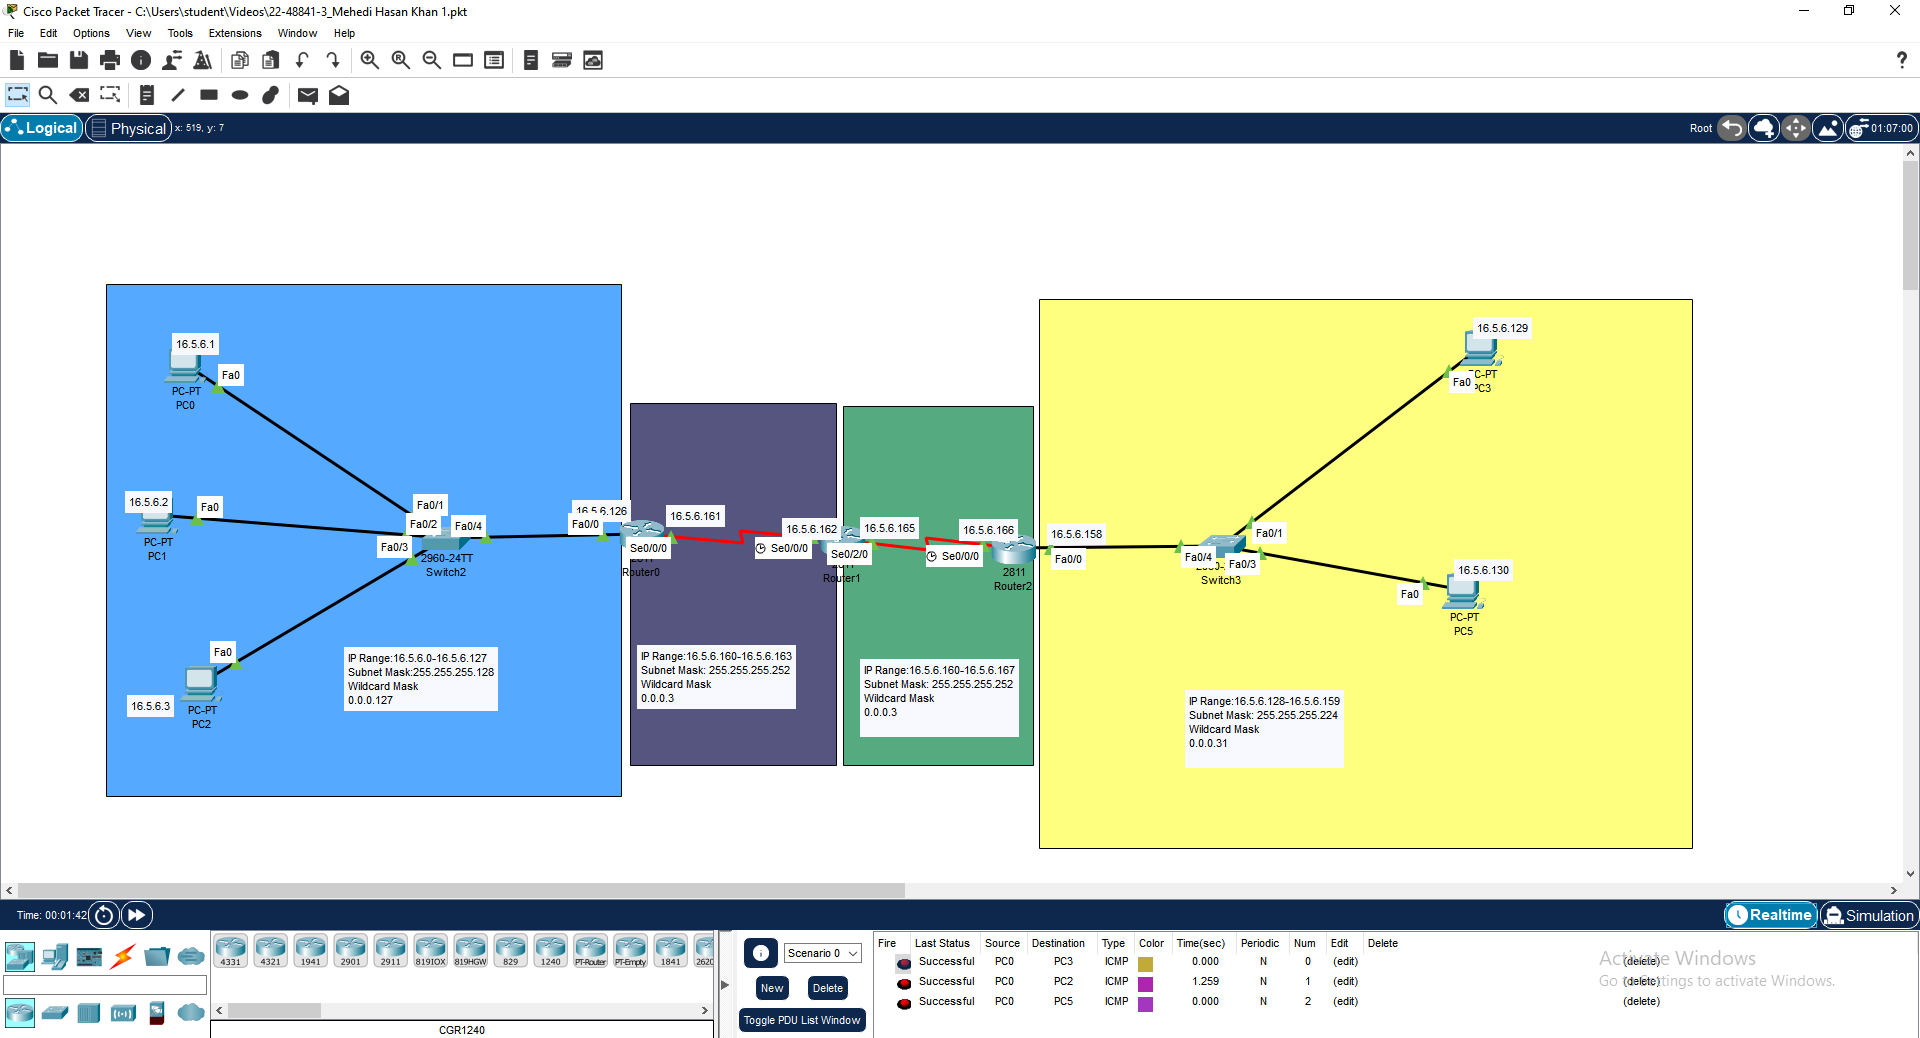 Cisco Packet Tracer - C:\Users\student\Videos\22-48841-3_Mehedi Hasan Khan 1.pkt
File Edit Options View Tools Extensions Window Help
Logical Physical x: 519, y: 7 Root 01:07:00
16.5.6.1
Fa0
PC-PT
PC0
16.5.6.2
Fa0
PC-PT
PC1
Fa0
16.5.6.3
PC-PT
PC2
Fa0/1
Fa0/2
Fa0/4
Fa0/3
2960-24TT
Switch2
IP Range:16.5.6.0-16.5.6.127
Subnet Mask:255.255.255.128
Wildcard Mask
0.0.0.127
16.5.6.126
Fa0/0
16.5.6.161
Se0/0/0
2811
Router0
16.5.6.162
Se0/0/0
IP Range:16.5.6.160-16.5.6.163
Subnet Mask: 255.255.255.252
Wildcard Mask
0.0.0.3
16.5.6.165
Se0/2/0
2811
Router1
16.5.6.166
Se0/0/0
2811
Router2
IP Range:16.5.6.160-16.5.6.167
Subnet Mask: 255.255.255.252
Wildcard Mask
0.0.0.3
16.5.6.158
Fa0/0
Fa0/1
Fa0/4
Fa0/3
Switch3
16.5.6.129
Fa0
C-PT
PC3
16.5.6.130
Fa0
PC-PT
PC5
IP Range:16.5.6.128-16.5.6.159
Subnet Mask: 255.255.255.224
Wildcard Mask
0.0.0.31
Time: 00:01:42 Realtime Simulation
4331 4321 1941 2901 2911 819IOX 819HGW 829 1240 PT-Router PT-Empty 1841 2620
CGR1240
Scenario 0
New Delete
Toggle PDU List Window
Fire Last Status Source Destination Type Color Time(sec) Periodic Num Edit Delete
Successful PC0 PC3 ICMP 0.000 N 0 (edit) (delete)
Successful PC0 PC2 ICMP 1.259 N 1 (edit) (delete)
Successful PC0 PC5 ICMP 0.000 N 2 (edit) (delete)
Activate Windows
Go to Settings to activate Windows.